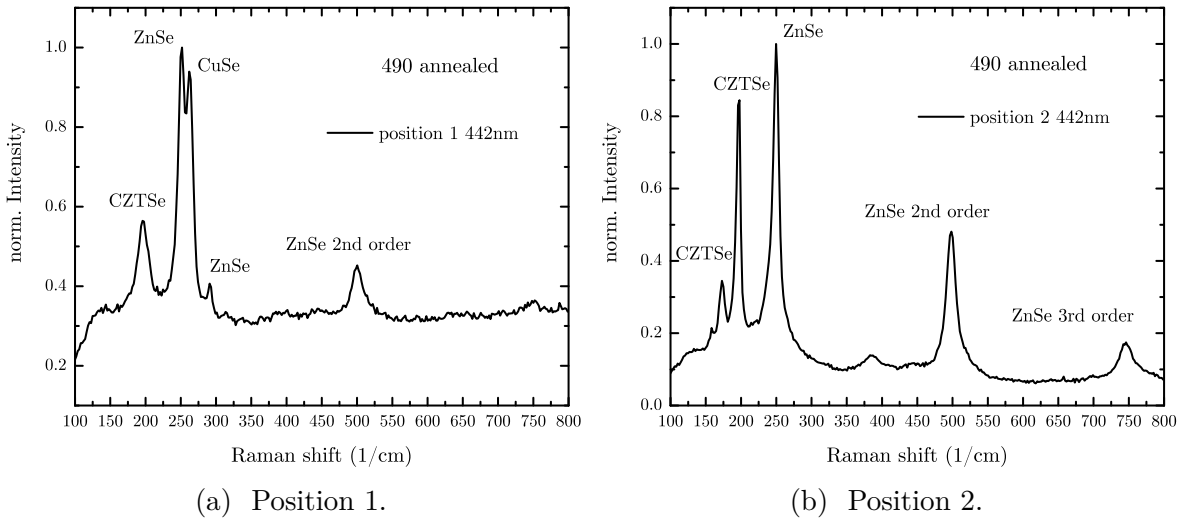 ZnSe
CuSe
490 annealed
position 1 442nm
CZTSe
ZnSe 2nd order
ZnSe
norm. Intensity
1.0
0.8
0.6
0.4
0.2
100 150 200 250 300 350 400 450 500 550 600 650 700 750 800
Raman shift (1/cm)
(a) Position 1.
ZnSe
490 annealed
CZTSe
position 2 442nm
ZnSe 2nd order
CZTSe
ZnSe 3rd order
norm. Intensity
1.0
0.8
0.6
0.4
0.2
0.0
100 150 200 250 300 350 400 450 500 550 600 650 700 750 800
Raman shift (1/cm)
(b) Position 2.